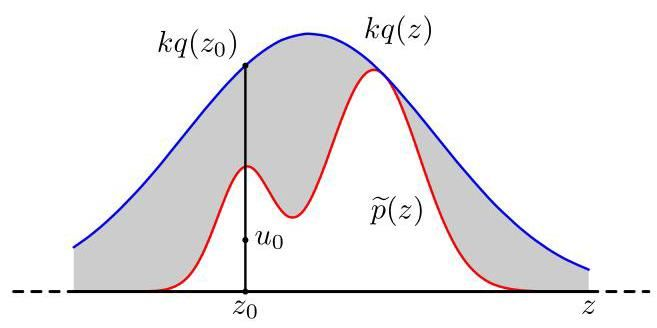 kq(z)
kq(z₀)
p̃(z)
u₀
z₀
z